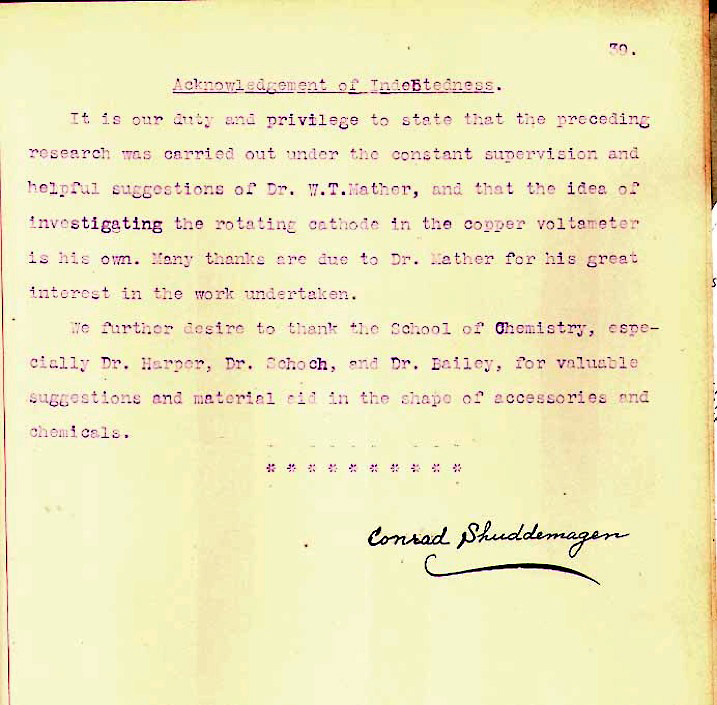 39.
Acknowledgement of Indebtedness.
It is our duty and privilege to state that the preceding
research was carried out under the constant supervision and
helpful suggestions of Dr. W.T.Mather, and that the idea of
investigating the rotating cathode in the copper voltameter
is his own. Many thanks are due to Dr. Mather for his great
interest in the work undertaken.
We further desire to thank the School of Chemistry, espe-
cially Dr. Harper, Dr. Schoch, and Dr. Bailey, for valuable
suggestions and material aid in the shape of accessories and
chemicals.
* * * * * * * * * *
Conrad Shuddemagen